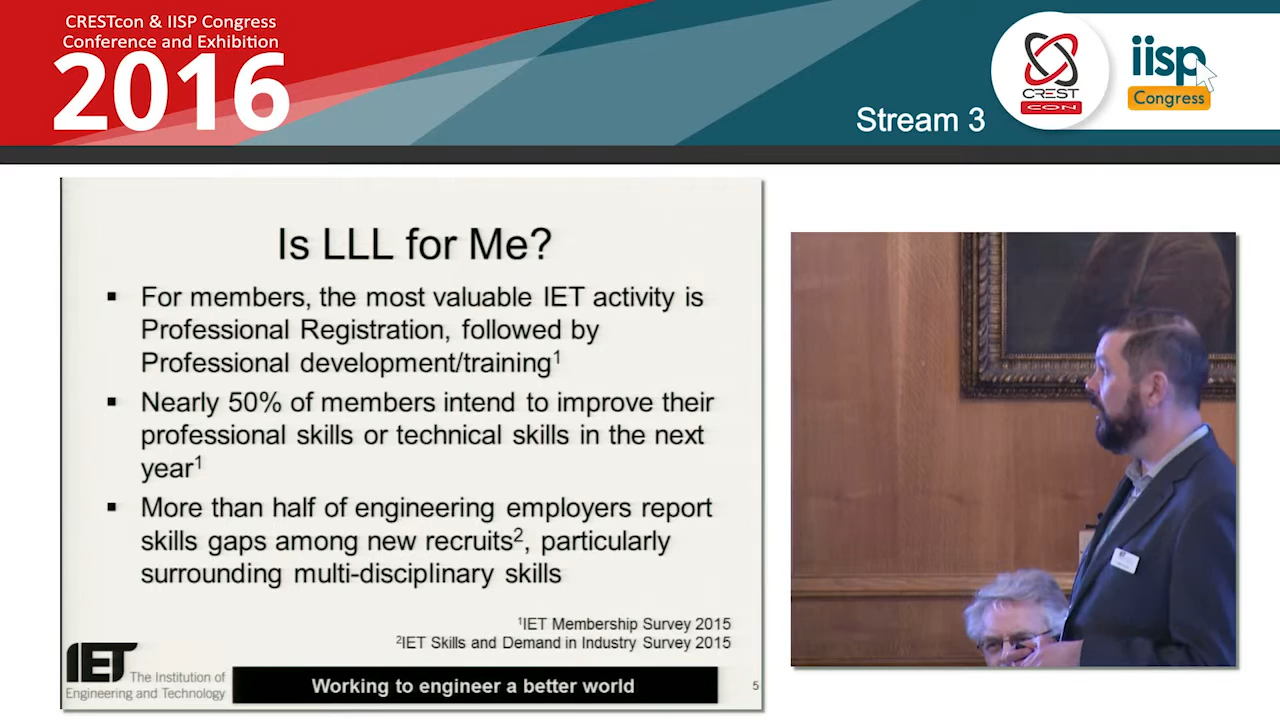 CRESTcon & IISP Congress
Conference and Exhibition
2016
Stream 3
CREST
CON
iisp
Congress
Is LLL for Me?
▪ For members, the most valuable IET activity is
Professional Registration, followed by
Professional development/training¹
▪ Nearly 50% of members intend to improve their
professional skills or technical skills in the next
year¹
▪ More than half of engineering employers report
skills gaps among new recruits², particularly
surrounding multi-disciplinary skills
¹IET Membership Survey 2015
²IET Skills and Demand in Industry Survey 2015
IET The Institution of
Engineering and Technology
Working to engineer a better world
5